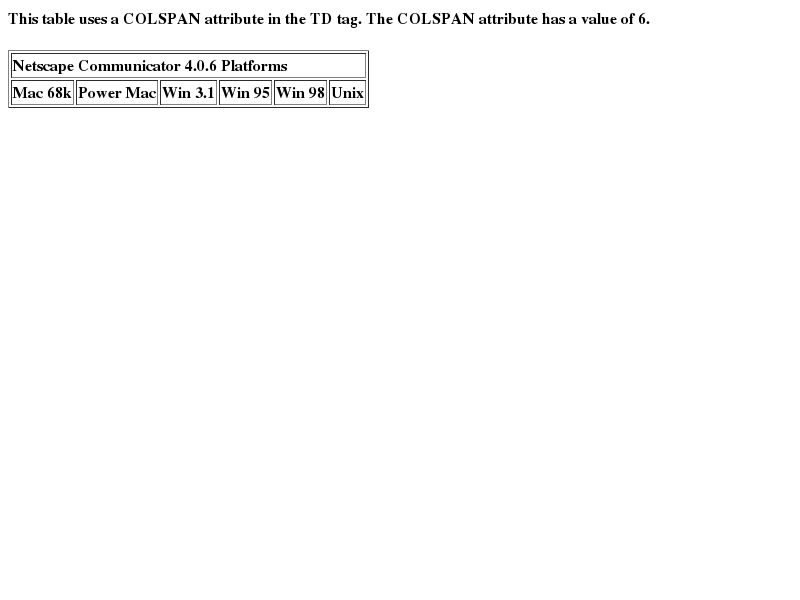 This table uses a COLSPAN attribute in the TD tag. The COLSPAN attribute has a value of 6.
Netscape Communicator 4.0.6 Platforms
Mac 68k Power Mac Win 3.1 Win 95 Win 98 Unix